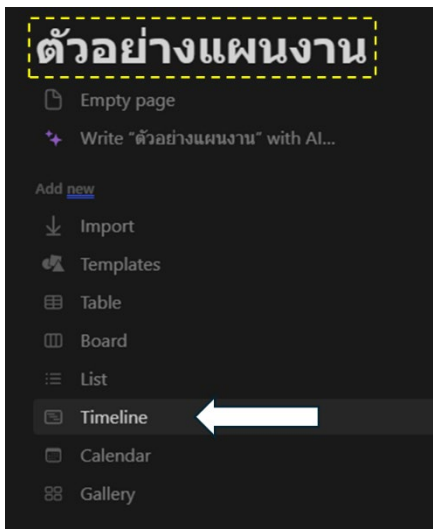 ตัวอย่างแผนงาน
Empty page
Write “ตัวอย่างแผนงาน” with AI...
Add new
Import
Templates
Table
Board
List
Timeline
Calendar
Gallery